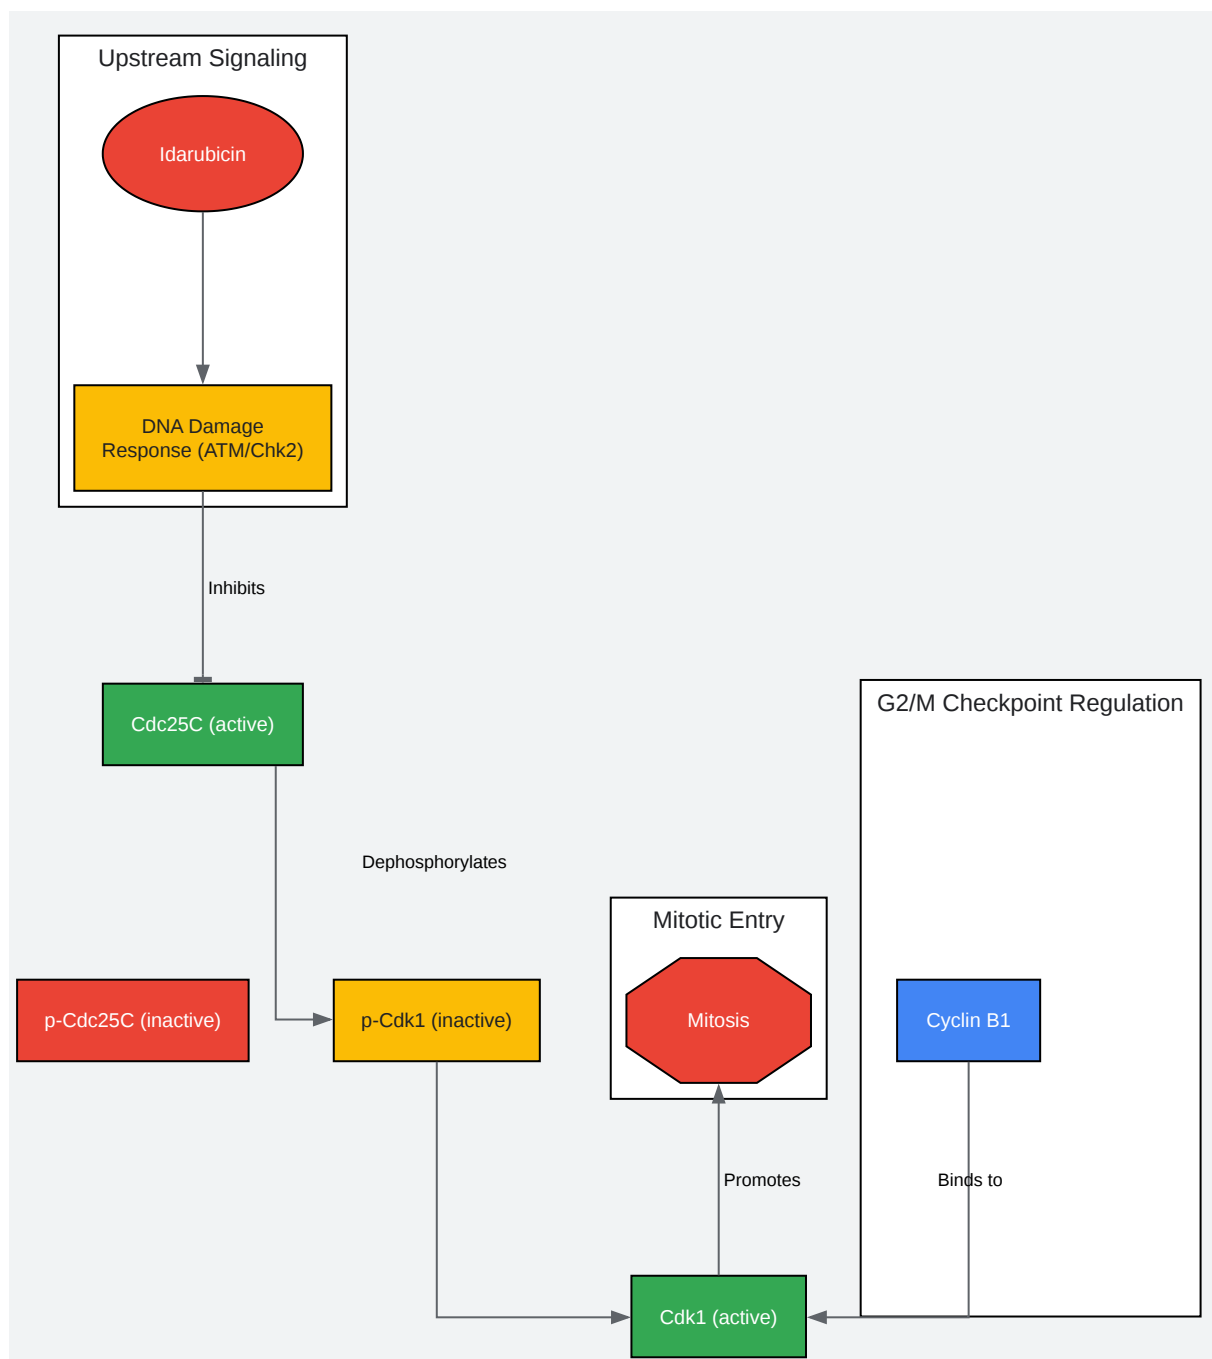 Upstream Signaling
Idarubicin
DNA Damage
Response (ATM/Chk2)
Inhibits
Cdc25C (active)
G2/M Checkpoint Regulation
Dephosphorylates
Mitotic Entry
p-Cdc25C (inactive)
p-Cdk1 (inactive)
Mitosis
Cyclin B1
Promotes
Binds to
Cdk1 (active)